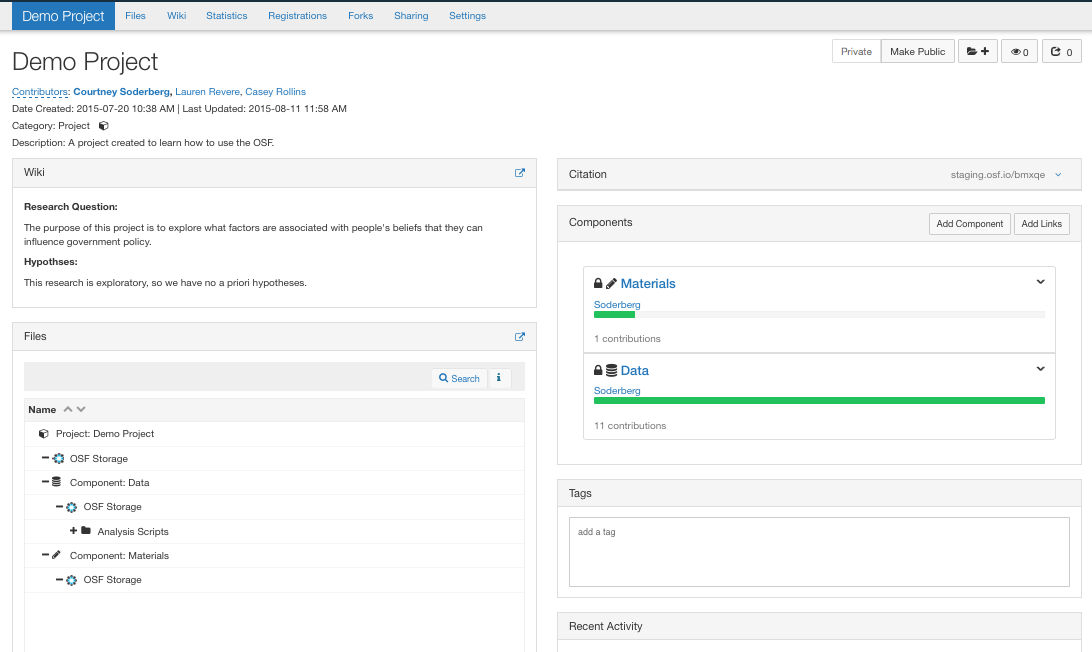 Demo Project Files Wiki Statistics Registrations Forks Sharing Settings
Demo Project
Private Make Public 0 0
Contributors: Courtney Soderberg, Lauren Revere, Casey Rollins
Date Created: 2015-07-20 10:38 AM | Last Updated: 2015-08-11 11:58 AM
Category: Project
Description: A project created to learn how to use the OSF.
Wiki
Research Question:
The purpose of this project is to explore what factors are associated with people's beliefs that they can
influence government policy.
Hypothses:
This research is exploratory, so we have no a priori hypotheses.
Files
Search i
Name
Project: Demo Project
OSF Storage
Component: Data
OSF Storage
Analysis Scripts
Component: Materials
OSF Storage
Citation staging.osf.io/bmxqe
Components Add Component Add Links
Materials
Soderberg
1 contributions
Data
Soderberg
11 contributions
Tags
add a tag
Recent Activity